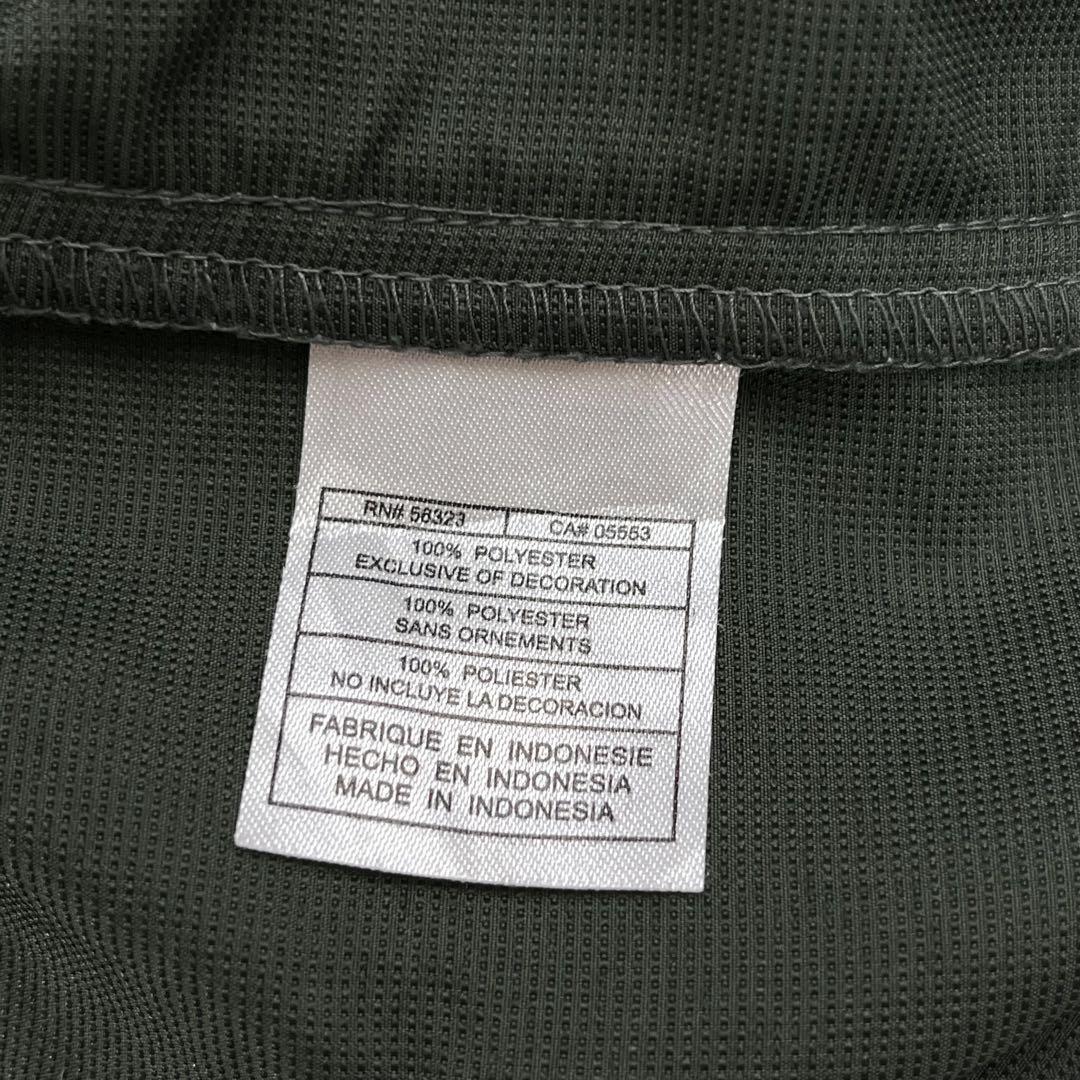 RN# 56323 CA# 05553
100% POLYESTER
EXCLUSIVE OF DECORATION
100% POLYESTER
SANS ORNEMENTS
100% POLIESTER
NO INCLUYE LA DECORACION
FABRIQUE EN INDONESIE
HECHO EN INDONESIA
MADE IN INDONESIA